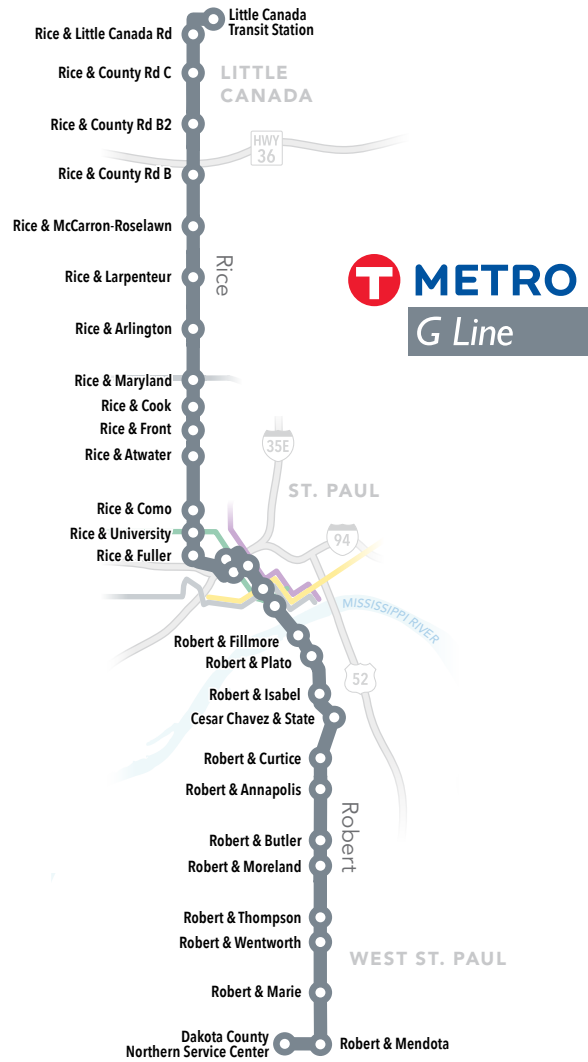 Little Canada
Transit Station
Rice & Little Canada Rd
Rice & County Rd C
LITTLE
CANADA
Rice & County Rd B2
HWY
36
Rice & County Rd B
Rice & McCarron-Roselawn
Rice
Rice & Larpenteur
T METRO
G Line
Rice & Arlington
Rice & Maryland
Rice & Cook
Rice & Front
Rice & Atwater
35E
ST. PAUL
Rice & Como
Rice & University
94
Rice & Fuller
MISSISSIPPI RIVER
Robert & Fillmore
Robert & Plato
52
Robert & Isabel
Cesar Chavez & State
Robert & Curtice
Robert & Annapolis
Robert
Robert & Butler
Robert & Moreland
Robert & Thompson
Robert & Wentworth
WEST ST. PAUL
Robert & Marie
Dakota County
Northern Service Center
Robert & Mendota